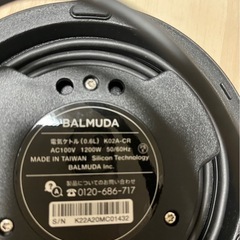 BALMUDA
電気ケトル(0.6L) K02A-CR
AC100V 1200W 50/60Hz
MADE IN TAIWAN Silicon Technology
BALMUDA Inc.
製品についてのお問い合わせ
0120-686-717
S/N K22A20MC01432